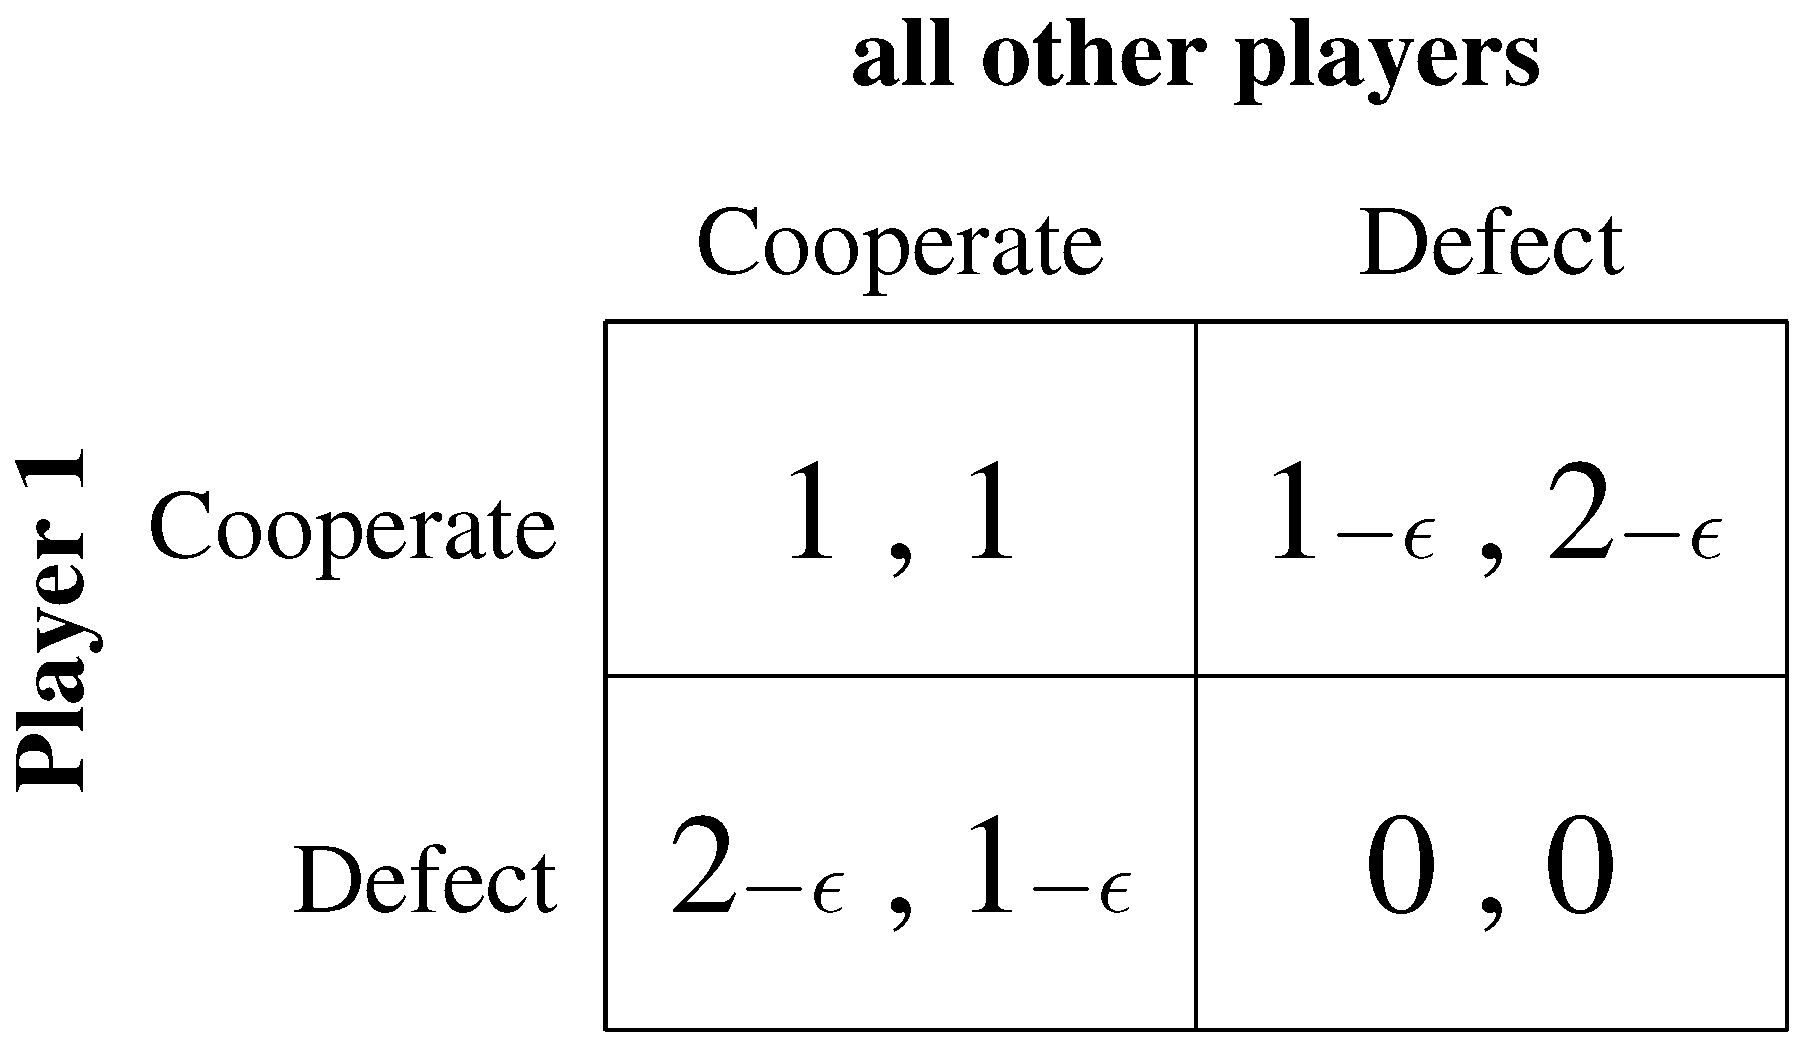 all other players
Cooperate Defect
Player 1
Cooperate 1 , 1 1−ϵ , 2−ϵ
Defect 2−ϵ , 1−ϵ 0 , 0